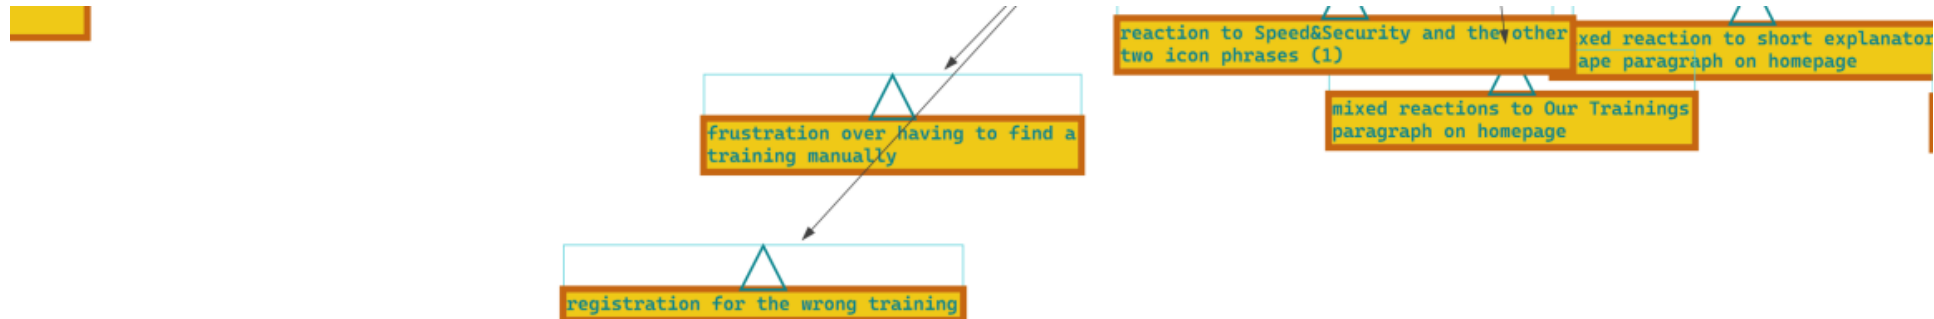 reaction to Speed&Security and the other
two icon phrases (1)
xed reaction to short explanator
ape paragraph on homepage
mixed reactions to Our Trainings
paragraph on homepage
frustration over having to find a
training manually
registration for the wrong training